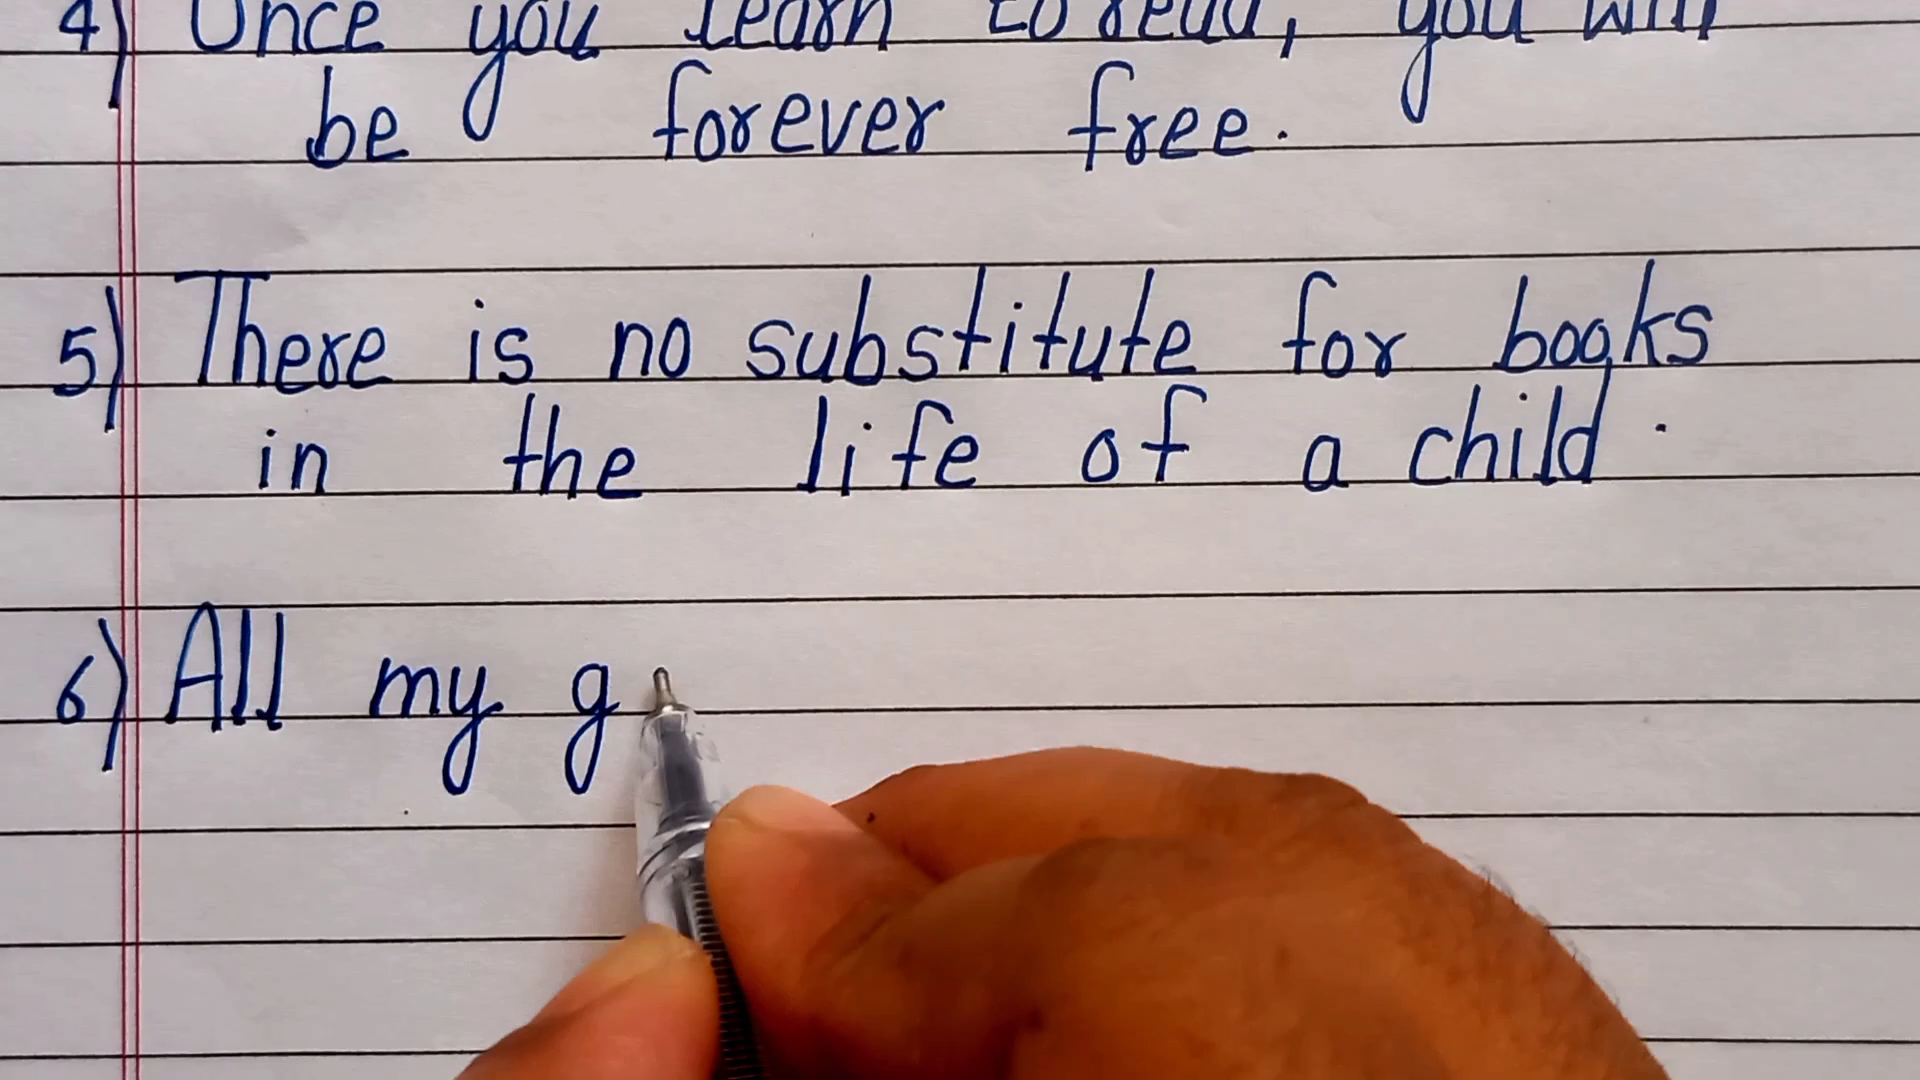 4) Once you learn to read, you will
be forever free.
5) There is no substitute for books
in the life of a child.
6) All my g